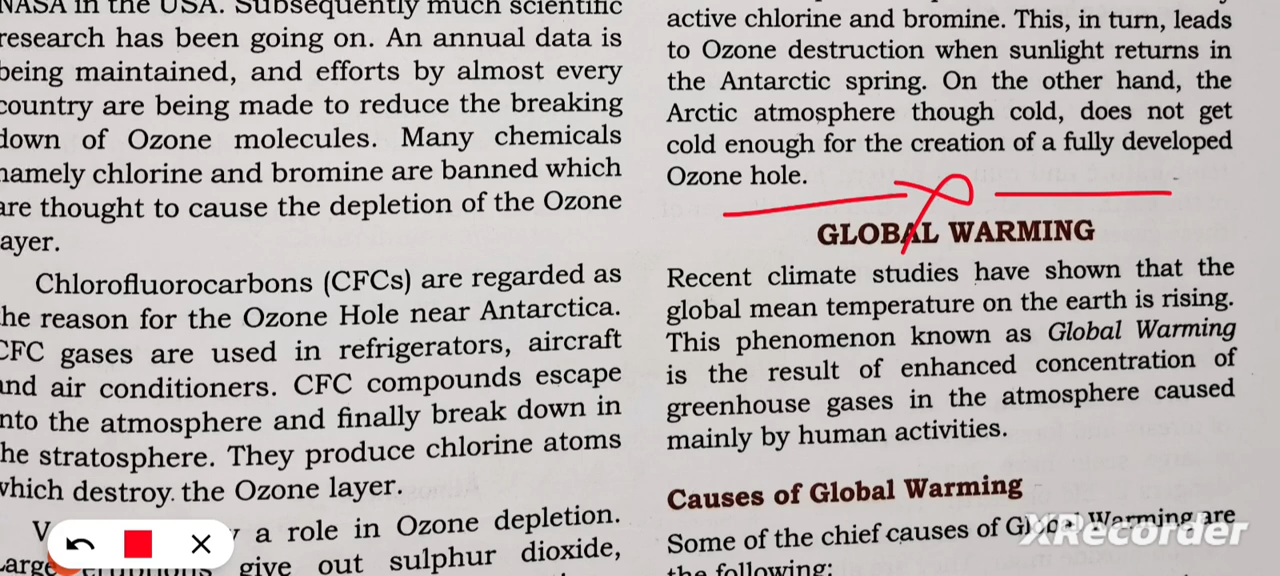 NASA in the USA. Subsequently much scientific
research has been going on. An annual data is
being maintained, and efforts by almost every
country are being made to reduce the breaking
down of Ozone molecules. Many chemicals
namely chlorine and bromine are banned which
are thought to cause the depletion of the Ozone
ayer.
Chlorofluorocarbons (CFCs) are regarded as
he reason for the Ozone Hole near Antarctica.
CFC gases are used in refrigerators, aircraft
and air conditioners. CFC compounds escape
nto the atmosphere and finally break down in
he stratosphere. They produce chlorine atoms
which destroy the Ozone layer.
a role in Ozone depletion.
Large eruptions give out sulphur dioxide,
active chlorine and bromine. This, in turn, leads
to Ozone destruction when sunlight returns in
the Antarctic spring. On the other hand, the
Arctic atmosphere though cold, does not get
cold enough for the creation of a fully developed
Ozone hole.
GLOBAL WARMING
Recent climate studies have shown that the
global mean temperature on the earth is rising.
This phenomenon known as Global Warming
is the result of enhanced concentration of
greenhouse gases in the atmosphere caused
mainly by human activities.
Causes of Global Warming
Some of the chief causes of Global Warming are
the following:
XRecorder